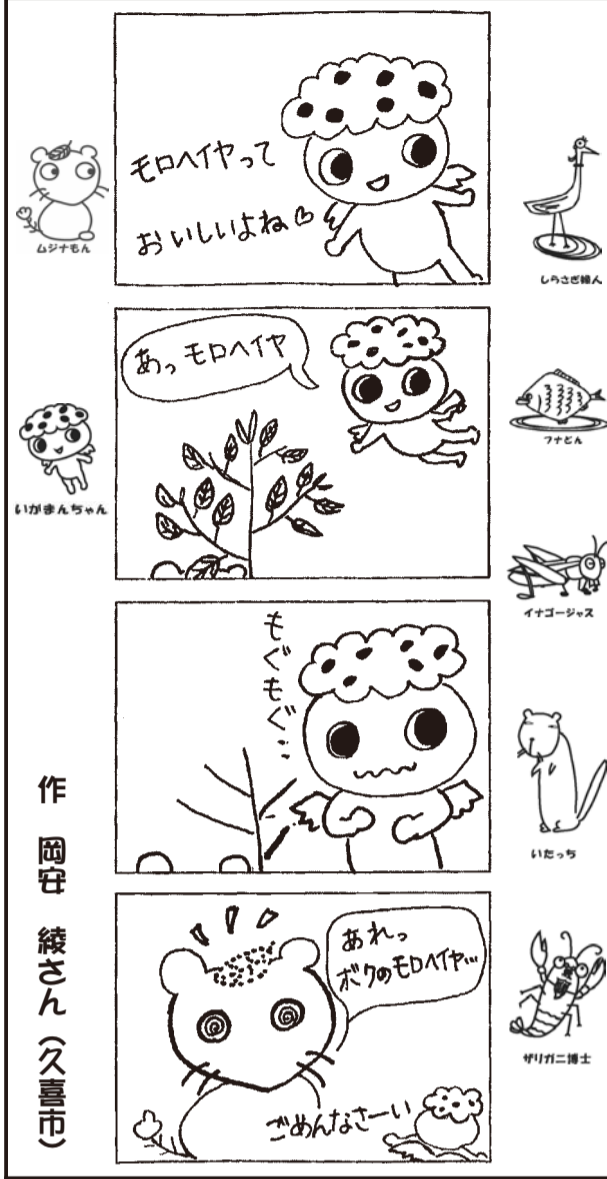 モロヘイヤって
おいしいよね♡
あっ モロヘイヤ
もぐもぐ…
あれっ
ボクのモロヘイヤ…
ごめんなさーい
ムジナもん
いがまんちゃん
しらさぎ婦人
フナどん
イナゴージャス
いたっち
ザリガニ博士
作 岡安 綾さん(久喜市)